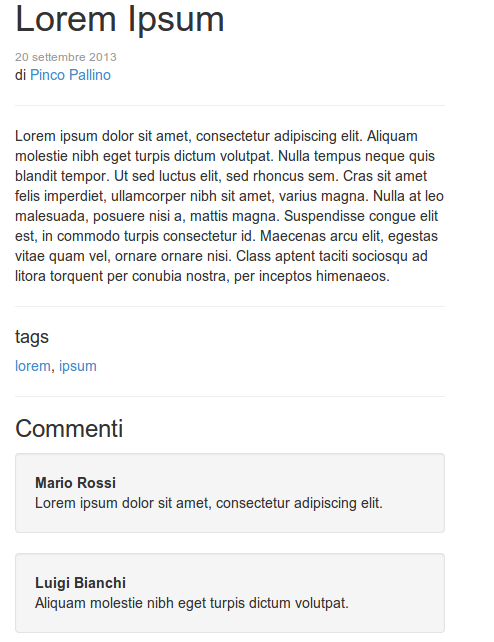 Lorem Ipsum
20 settembre 2013
di Pinco Pallino
Lorem ipsum dolor sit amet, consectetur adipiscing elit. Aliquam
molestie nibh eget turpis dictum volutpat. Nulla tempus neque quis
blandit tempor. Ut sed luctus elit, sed rhoncus sem. Cras sit amet
felis imperdiet, ullamcorper nibh sit amet, varius magna. Nulla at leo
malesuada, posuere nisi a, mattis magna. Suspendisse congue elit
est, in commodo turpis consectetur id. Maecenas arcu elit, egestas
vitae quam vel, ornare ornare nisi. Class aptent taciti sociosqu ad
litora torquent per conubia nostra, per inceptos himenaeos.
tags
lorem, ipsum
Commenti
Mario Rossi
Lorem ipsum dolor sit amet, consectetur adipiscing elit.
Luigi Bianchi
Aliquam molestie nibh eget turpis dictum volutpat.